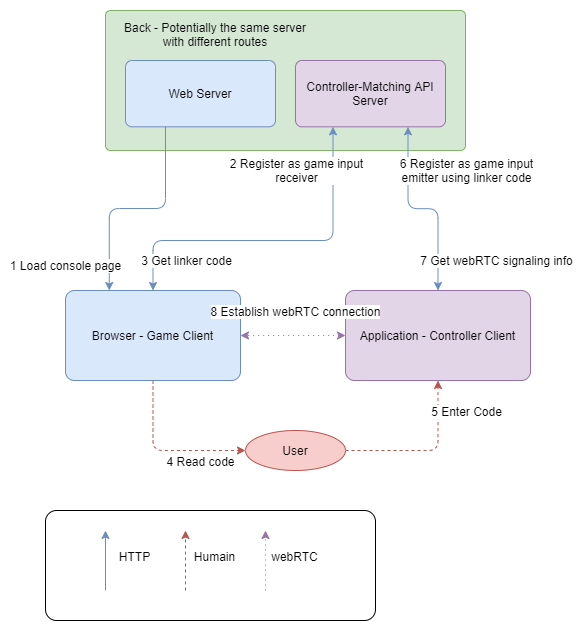 Back - Potentially the same server
with different routes
Web Server
Controller-Matching API
Server
2 Register as game input
receiver
6 Register as game input
emitter using linker code
1 Load console page
3 Get linker code
7 Get webRTC signaling info
8 Establish webRTC connection
Browser - Game Client
Application - Controller Client
5 Enter Code
4 Read code
User
HTTP
Humain
webRTC